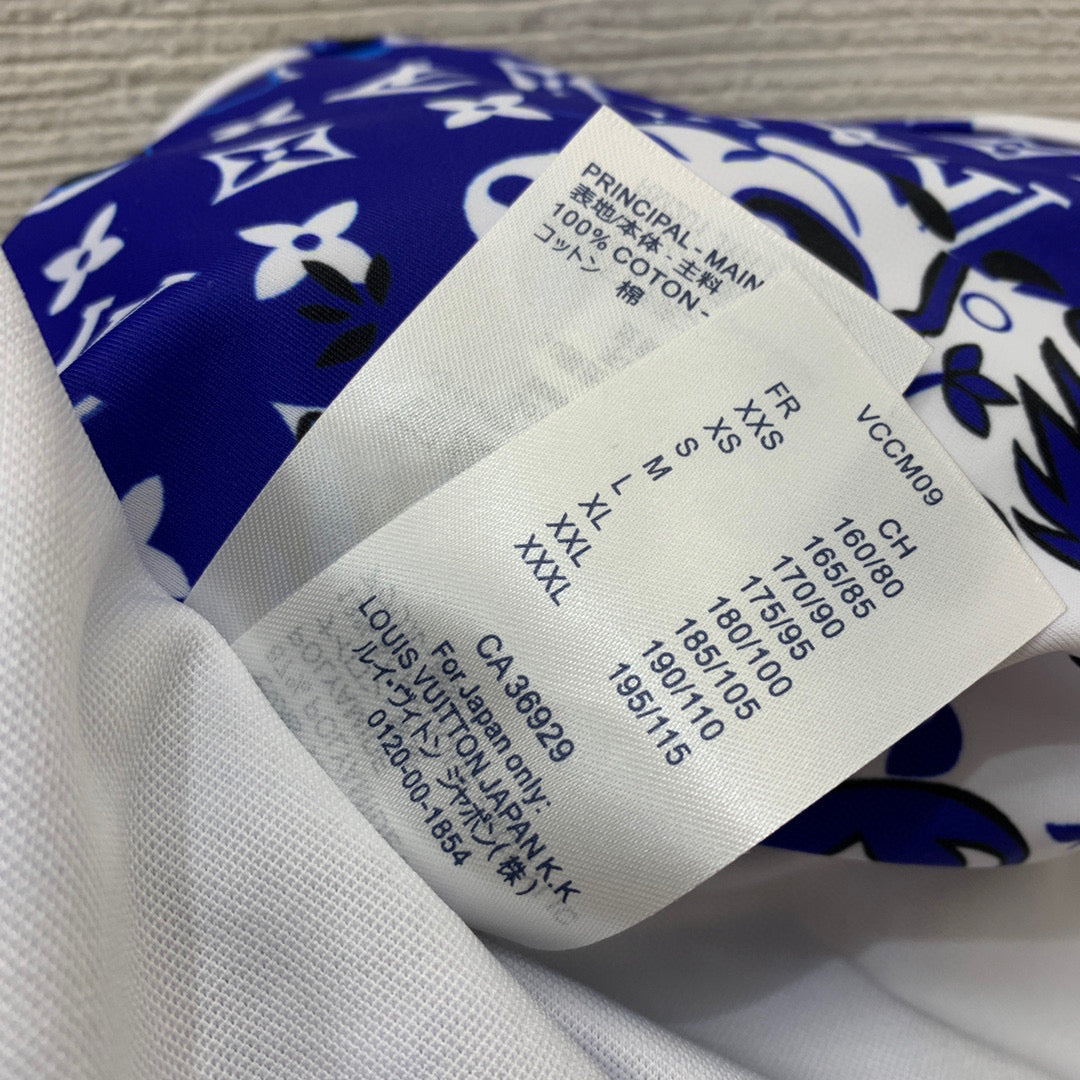 PRINCIPAL - MAIN
表地/本体 - 主料
100% COTON -
コットン 棉
VCCM09
FR CH
XXS 160/80
XS 165/85
S 170/90
M 175/95
L 180/100
XL 185/105
XXL 190/110
XXXL 195/115
CA 36929
For Japan only:
LOUIS VUITTON JAPAN K.K
ルイ・ヴィトン ジャポン(株)
0120-00-1854